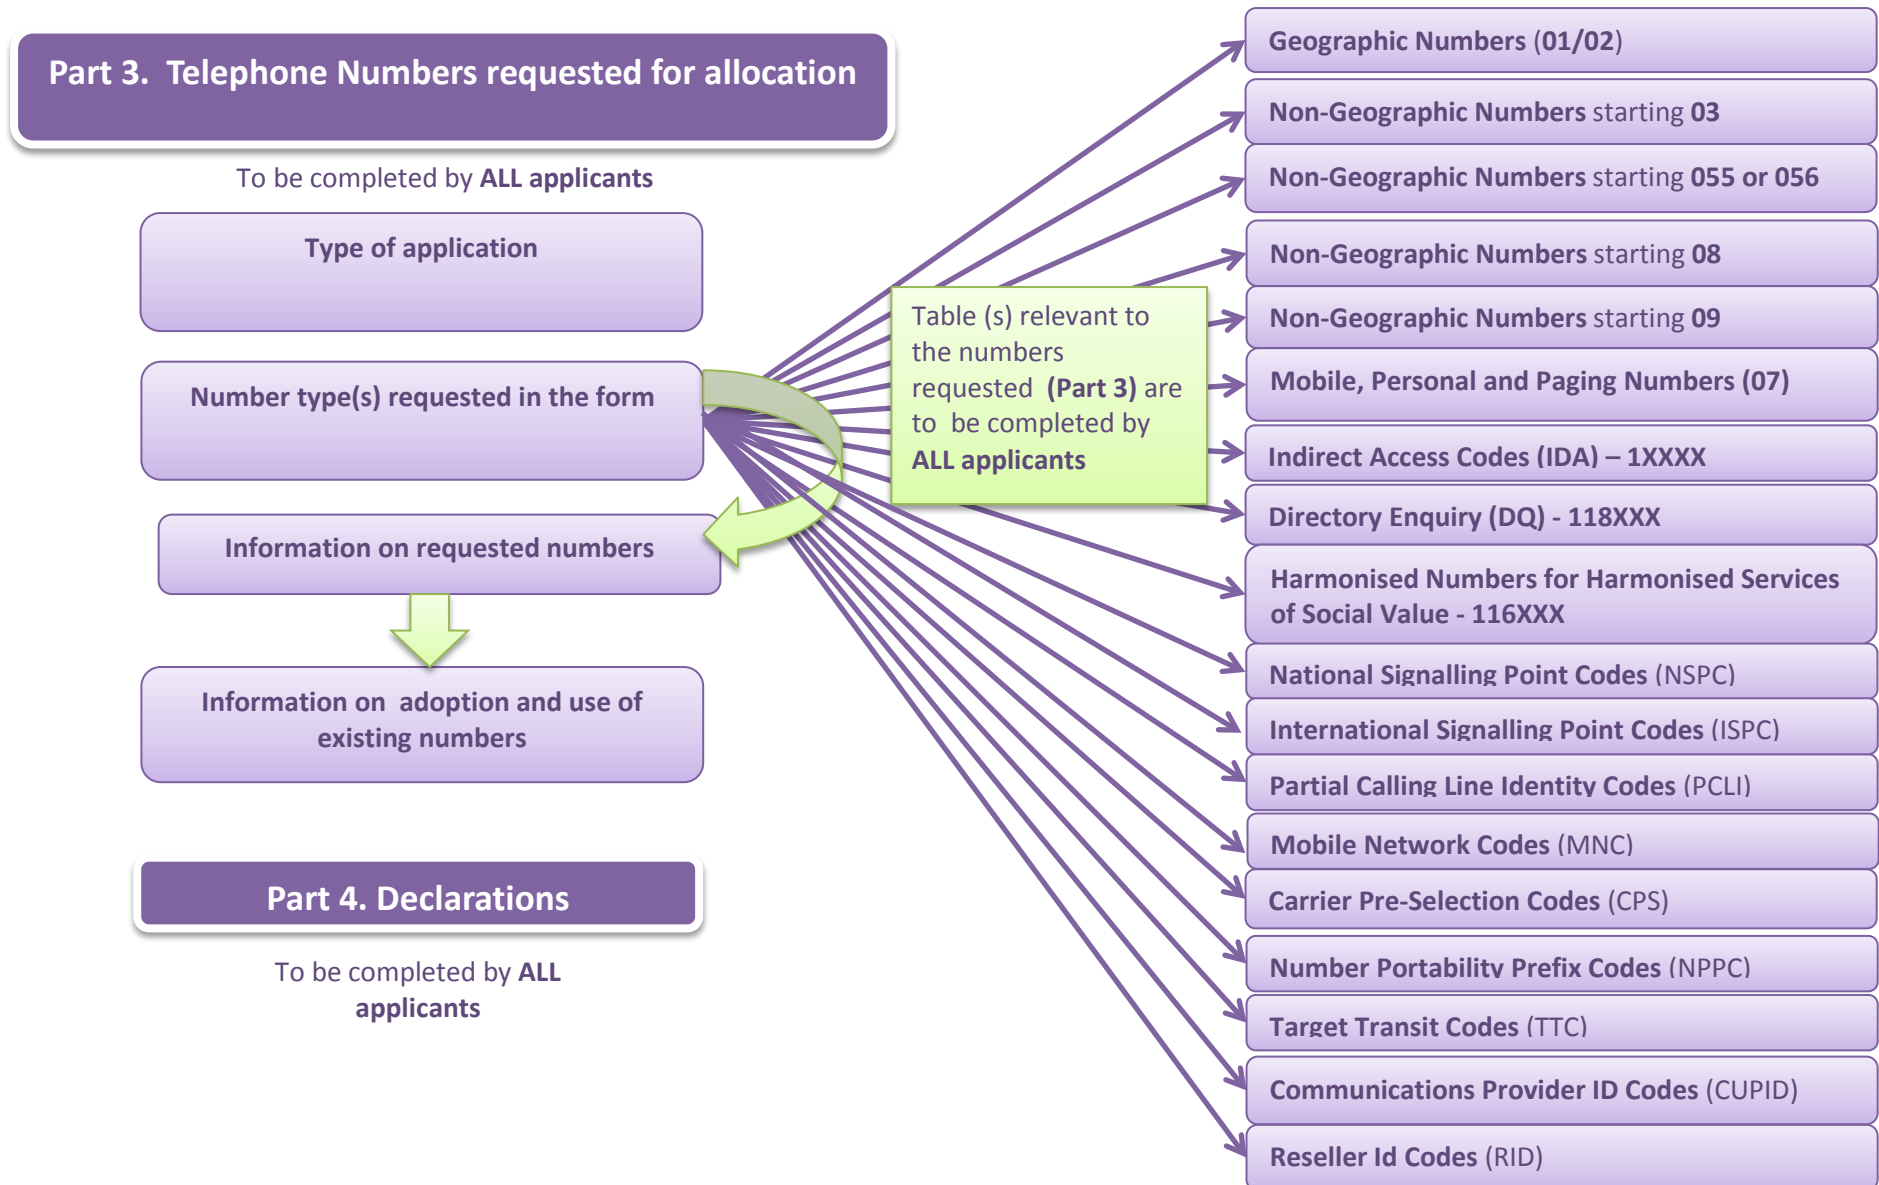 Part 3.  Telephone Numbers requested for allocation
To be completed by ALL applicants
Type of application
Number type(s) requested in the form
Information on requested numbers
Information on  adoption and use of
existing numbers
Part 4. Declarations
To be completed by ALL
applicants
Table (s) relevant to
the numbers
requested  (Part 3) are
to  be completed by
ALL applicants
Geographic Numbers (01/02)
Non-Geographic Numbers starting 03
Non-Geographic Numbers starting 055 or 056
Non-Geographic Numbers starting 08
Non-Geographic Numbers starting 09
Mobile, Personal and Paging Numbers (07)
Indirect Access Codes (IDA) – 1XXXX
Directory Enquiry (DQ) - 118XXX
Harmonised Numbers for Harmonised Services
of Social Value - 116XXX
National Signalling Point Codes (NSPC)
International Signalling Point Codes (ISPC)
Partial Calling Line Identity Codes (PCLI)
Mobile Network Codes (MNC)
Carrier Pre-Selection Codes (CPS)
Number Portability Prefix Codes (NPPC)
Target Transit Codes (TTC)
Communications Provider ID Codes (CUPID)
Reseller Id Codes (RID)